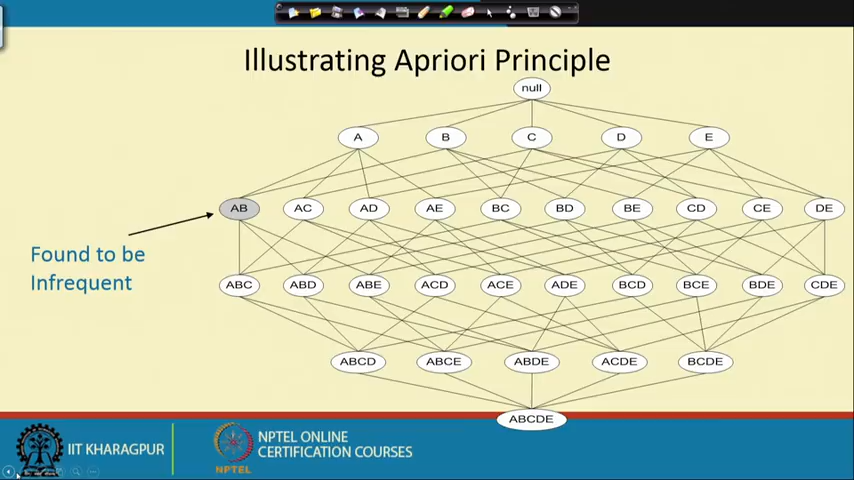 Illustrating Apriori Principle
null
A B C D E
AB AC AD AE BC BD BE CD CE DE
Found to be
Infrequent
ABC ABD ABE ACD ACE ADE BCD BCE BDE CDE
ABCD ABCE ABDE ACDE BCDE
ABCDE
IIT KHARAGPUR
NPTEL
NPTEL ONLINE
CERTIFICATION COURSES